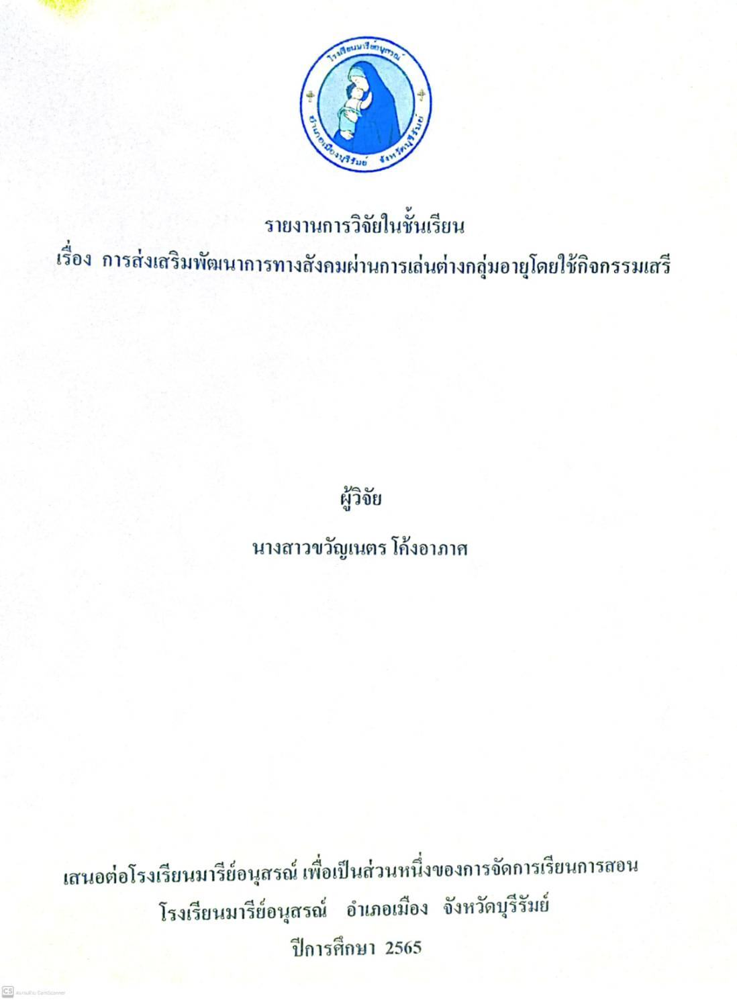 โรงเรียนมารีย์อนุสรณ์
อำเภอเมืองบุรีรัมย์ จังหวัดบุรีรัมย์
รายงานการวิจัยในชั้นเรียน
เรื่อง การส่งเสริมพัฒนาการทางสังคมผ่านการเล่นต่างกลุ่มอายุโดยใช้กิจกรรมเสรี
ผู้วิจัย
นางสาวขวัญเนตร โค้งอาภาศ
เสนอต่อโรงเรียนมารีย์อนุสรณ์ เพื่อเป็นส่วนหนึ่งของการจัดการเรียนการสอน
โรงเรียนมารีย์อนุสรณ์ อำเภอเมือง จังหวัดบุรีรัมย์
ปีการศึกษา 2565
CS สแกนด้วย CamScanner